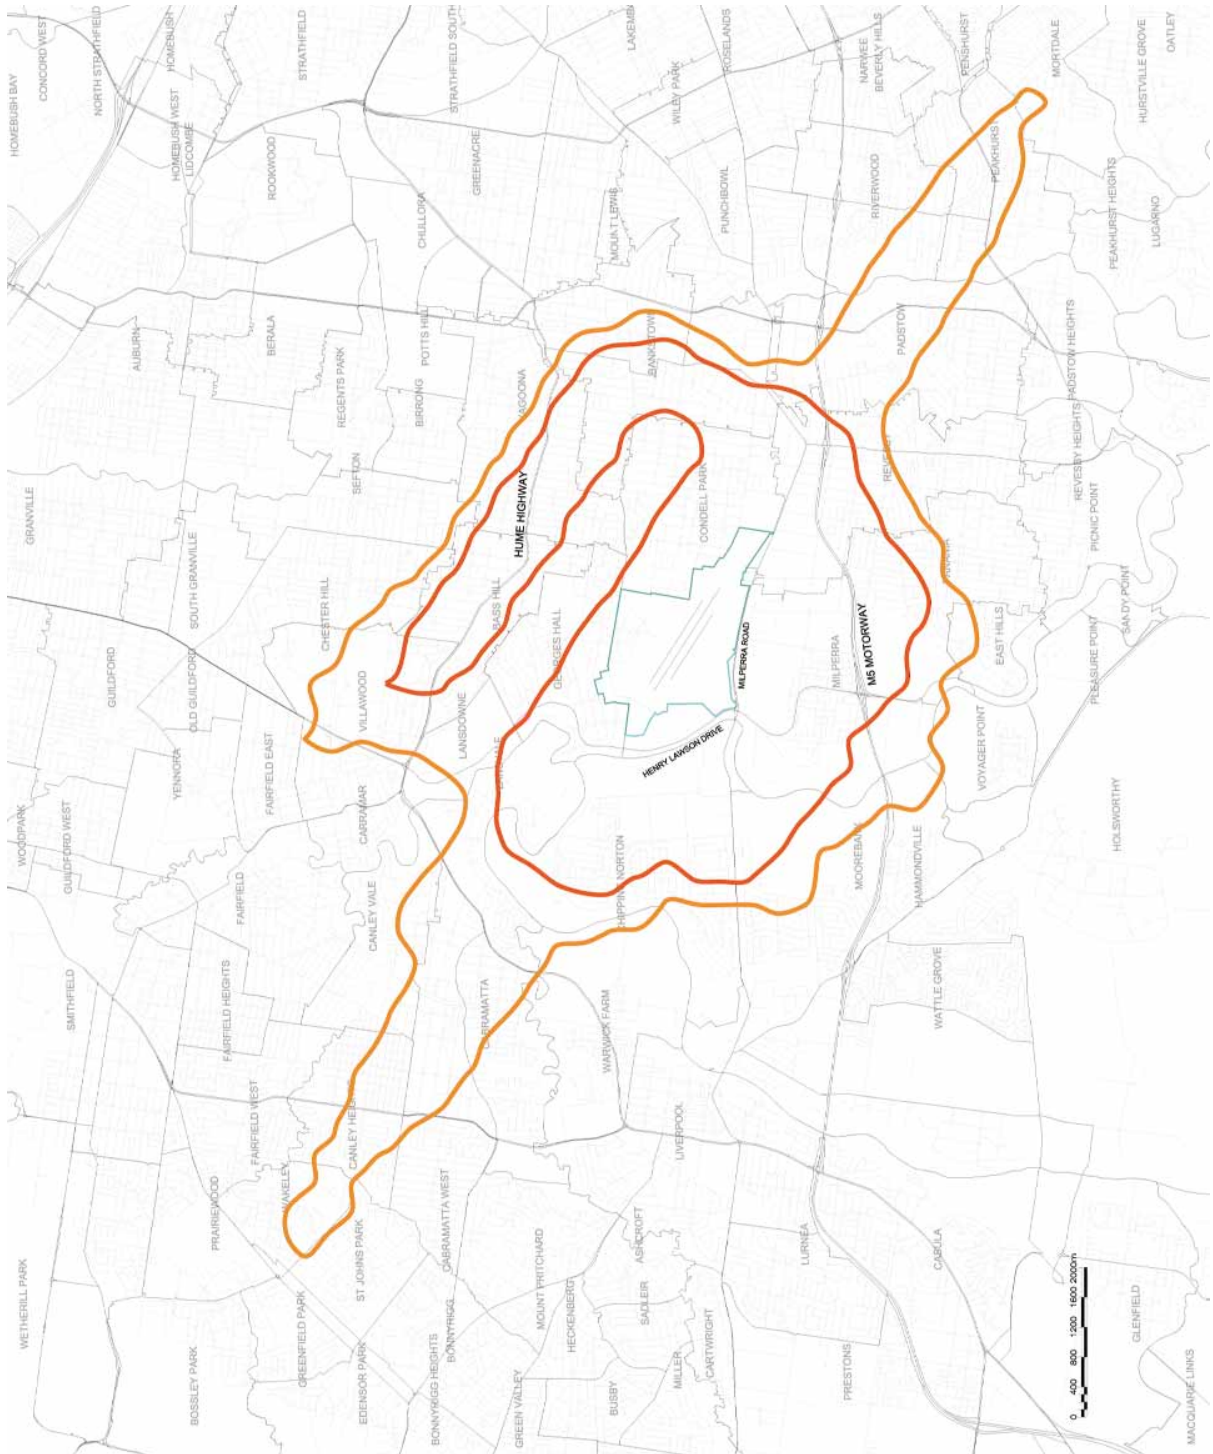 WETHERILL PARK
WOODPARK
GRANVILLE
HOMEBUSH BAY
CONCORD WEST
SMITHFIELD
GUILDFORD WEST
NORTH STRATHFIELD
GUILDFORD
AUBURN
YENNORA
HOMEBUSH WEST
HOMEBUSH
LIDCOMBE
BOSSLEY PARK
OLD GUILDFORD
SOUTH GRANVILLE
PRAIRIEWOOD
FAIRFIELD HEIGHTS
FAIRFIELD
FAIRFIELD WEST
FAIRFIELD EAST
BERALA
ROOKWOOD
WAKELEY
GREENFIELD PARK
STRATHFIELD
CHESTER HILL
REGENTS PARK
EDENSOR PARK
ST JOHNS PARK
CANLEY HEIGHTS
CANLEY VALE
CARRAMAR
VILLAWOOD
SEFTON
BIRRONG
POTTS HILL
CHULLORA
BONNYRIGG HEIGHTS
BONNYRIGG
CABRAMATTA WEST
LANSDOWNE
STRATHFIELD SOUTH
GREENACRE
CABRAMATTA
LANSDALE
BASS HILL
GREEN VALLEY
HUME HIGHWAY
YAGOONA
MOUNT PRITCHARD
GEORGES HALL
HECKENBERG
BUSBY
WARWICK FARM
CHIPPING NORTON
MOUNT LEWIS
LAKEMBA
SADLEIR
ASHCROFT
BANKSTOWN
MILLER
LIVERPOOL
HENRY LAWSON DRIVE
WILEY PARK
CARTWRIGHT
CONDELL PARK
PUNCHBOWL
ROSELANDS
MILPERRA ROAD
LURNEA
MILPERRA
PRESTONS
MOOREBANK
M5 MOTORWAY
REVESBY
RIVERWOOD
NARWEE
BEVERLY HILLS
PADSTOW
HAMMONDVILLE
CASULA
WATTLE GROVE
PANANIA
PENSHURST
VOYAGER POINT
EAST HILLS
PEAKHURST
MORTDALE
0 400 800 1200 1600 2000m
REVESBY HEIGHTS
PADSTOW HEIGHTS
PLEASURE POINT
PICNIC POINT
HOLSWORTHY
SANDY POINT
PEAKHURST HEIGHTS
GLENFIELD
LUGARNO
HURSTVILLE GROVE
OATLEY
MACQUARIE LINKS